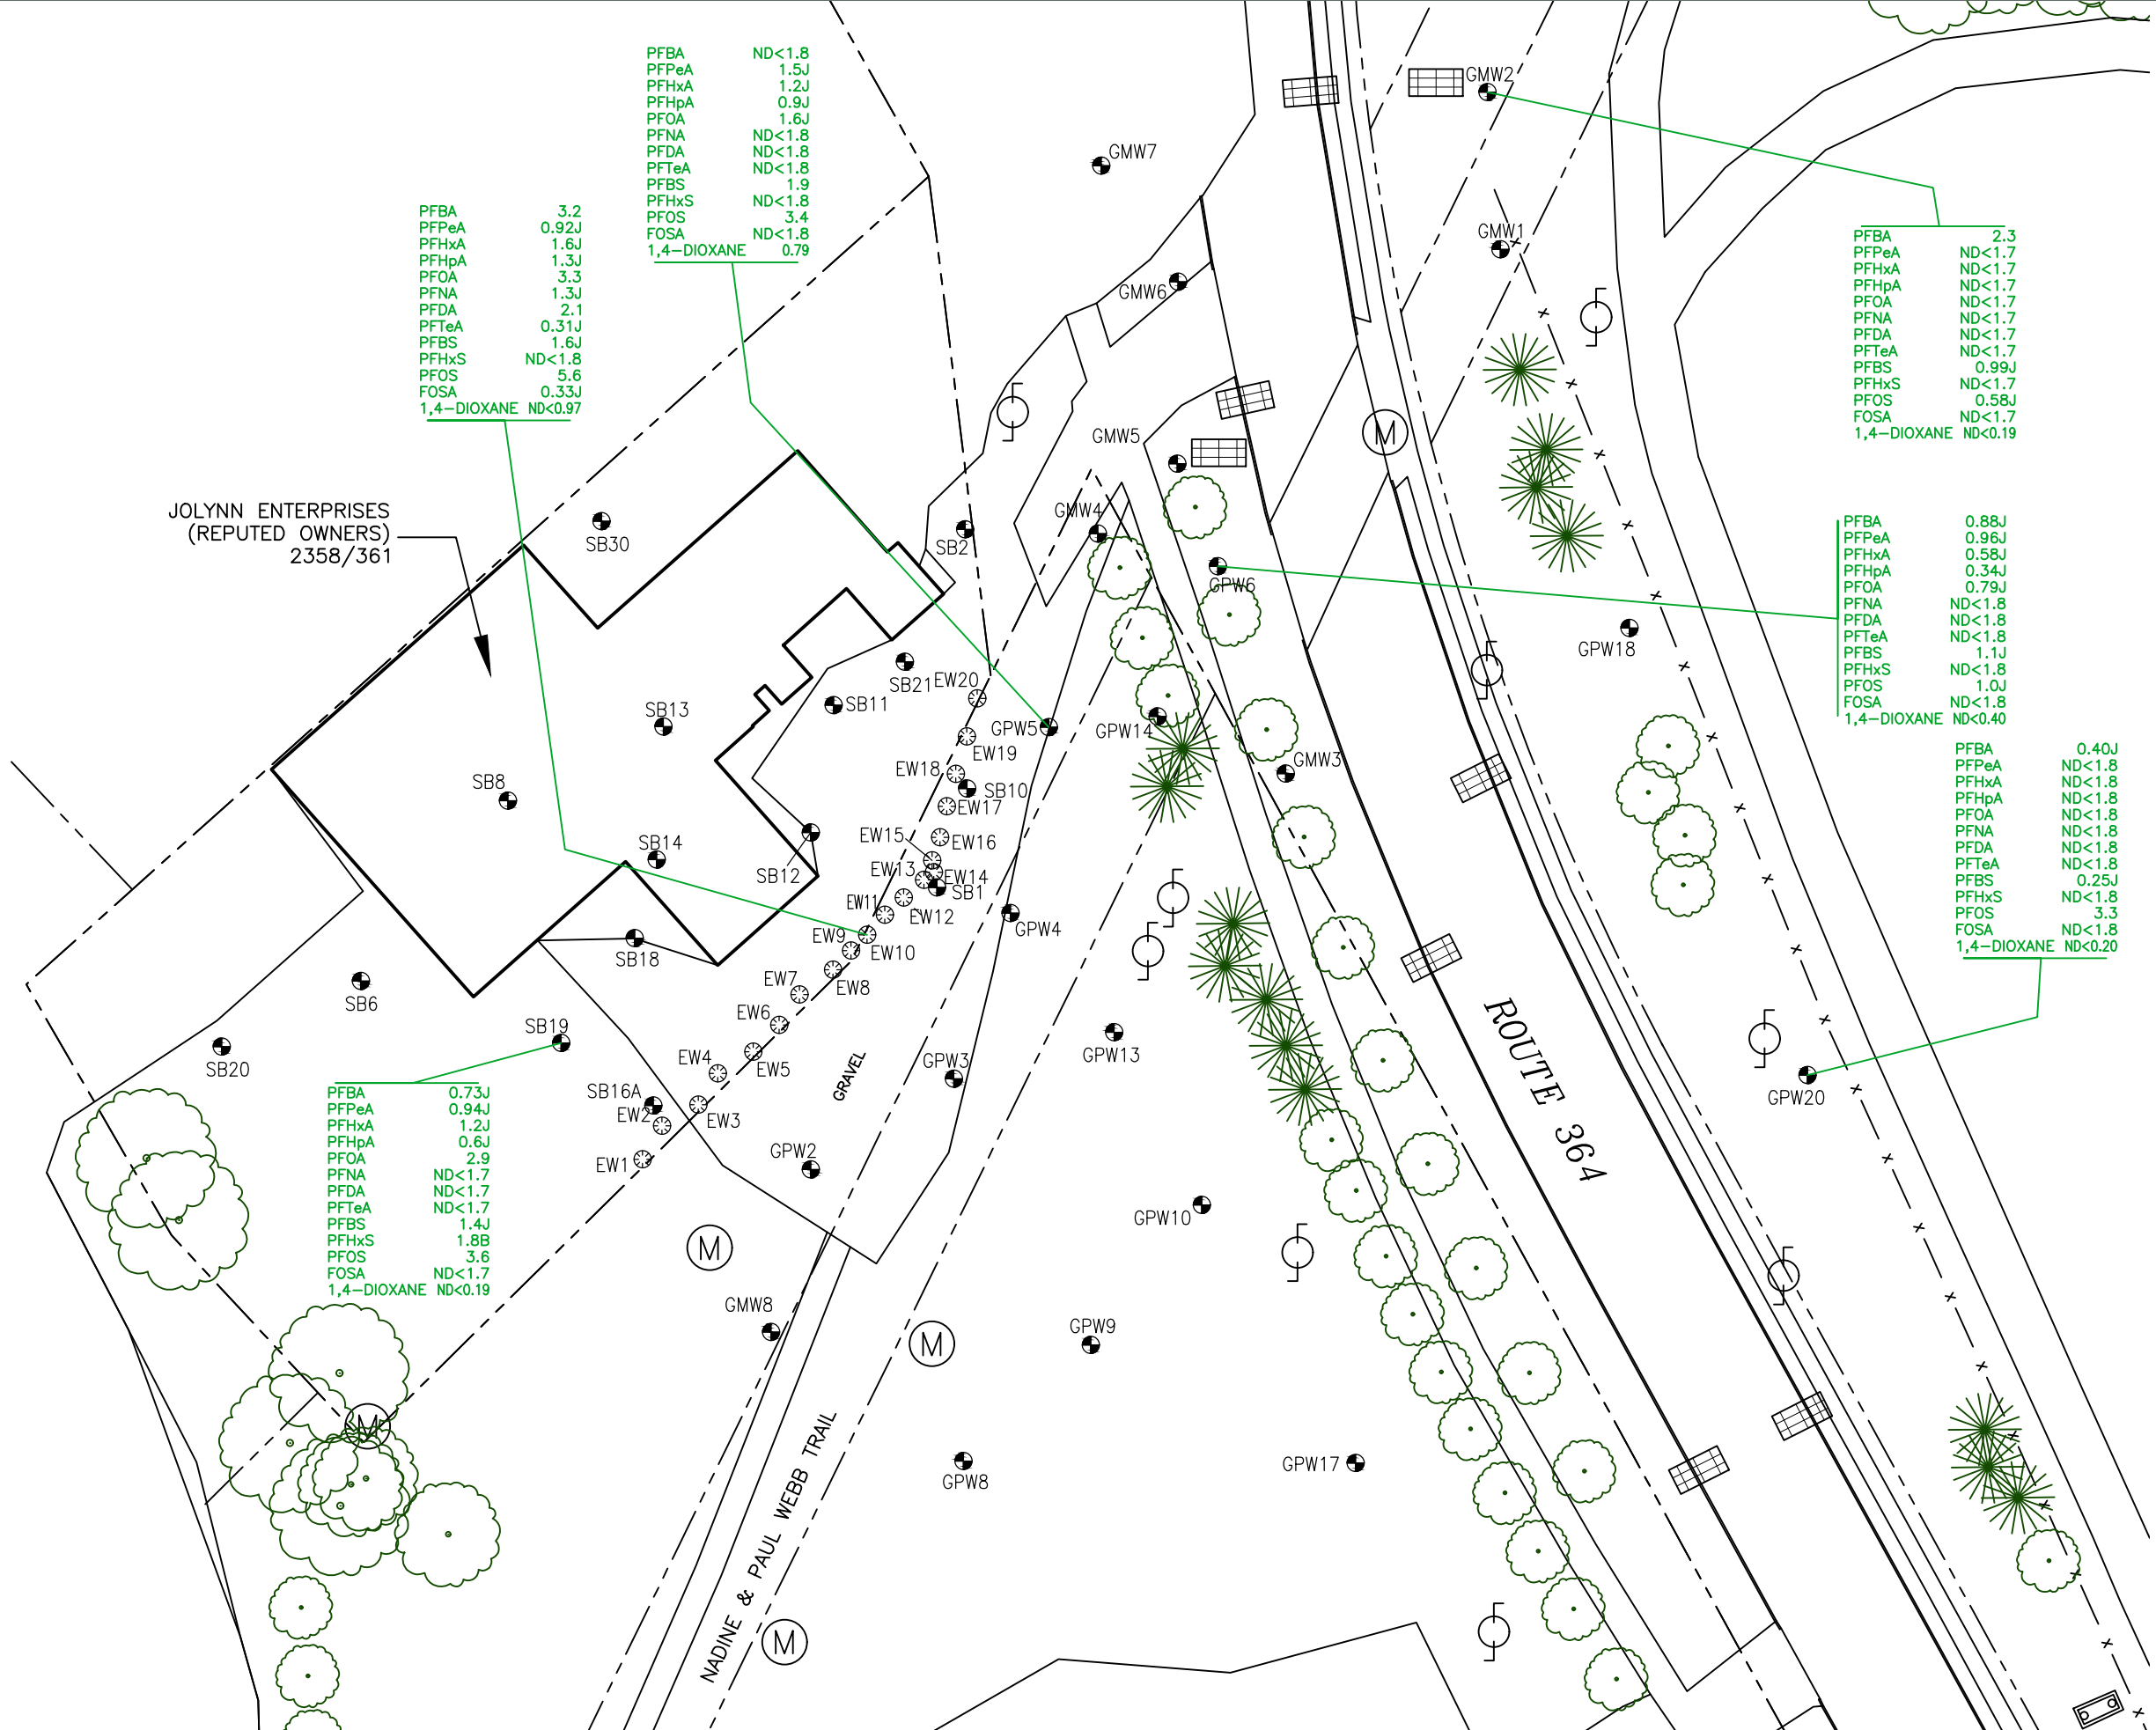 PFBA ND<1.8
PFPeA 1.5J
PFHxA 1.2J
PFHpA 0.9J
PFOA 1.6J
PFNA ND<1.8
PFDA ND<1.8
PFTeA ND<1.8
PFBS 1.9
PFHxS ND<1.8
PFOS 3.4
FOSA ND<1.8
1,4-DIOXANE 0.79
PFBA 3.2
PFPeA 0.92J
PFHxA 1.6J
PFHpA 1.3J
PFOA 3.3
PFNA 1.3J
PFDA 2.1
PFTeA 0.31J
PFBS 1.6J
PFHxS ND<1.8
PFOS 5.6
FOSA 0.33J
1,4-DIOXANE ND<0.97
GMW2
GMW7
GMW1
GMW6
PFBA 2.3
PFPeA ND<1.7
PFHxA ND<1.7
PFHpA ND<1.7
PFOA ND<1.7
PFNA ND<1.7
PFDA ND<1.7
PFTeA ND<1.7
PFBS 0.99J
PFHxS ND<1.7
PFOS 0.58J
FOSA ND<1.7
1,4-DIOXANE ND<0.19
M
GMW5
JOLYNN ENTERPRISES
(REPUTED OWNERS)
2358/361
SB30
SB2
GMW4
GPW6
GPW18
PFBA 0.88J
PFPeA 0.96J
PFHxA 0.58J
PFHpA 0.34J
PFOA 0.79J
PFNA ND<1.8
PFDA ND<1.8
PFTeA ND<1.8
PFBS 1.1J
PFHxS ND<1.8
PFOS 1.0J
FOSA ND<1.8
1,4-DIOXANE ND<0.40
SB21
EW20
SB11
SB13
GPW5
GPW14
EW19
GMW3
EW18
SB8
SB10
EW17
EW15
EW16
SB14
SB12
EW13
EW14
SB1
EW11
EW12
GPW4
PFBA 0.40J
PFPeA ND<1.8
PFHxA ND<1.8
PFHpA ND<1.8
PFOA ND<1.8
PFNA ND<1.8
PFDA ND<1.8
PFTeA ND<1.8
PFBS 0.25J
PFHxS ND<1.8
PFOS 3.3
FOSA ND<1.8
1,4-DIOXANE ND<0.20
EW9
EW10
SB18
EW8
EW7
SB6
EW6
SB19
SB20
EW4
EW5
GPW13
GPW3
GRAVEL
ROUTE 364
GPW20
SB16A
EW2
EW3
EW1
GPW2
PFBA 0.73J
PFPeA 0.94J
PFHxA 1.2J
PFHpA 0.6J
PFOA 2.9
PFNA ND<1.7
PFDA ND<1.7
PFTeA ND<1.7
PFBS 1.4J
PFHxS 1.8B
PFOS 3.6
FOSA ND<1.7
1,4-DIOXANE ND<0.19
GPW10
M
GMW8
M
GPW9
M
GPW8
GPW17
NADINE & PAUL WEBB TRAIL
M